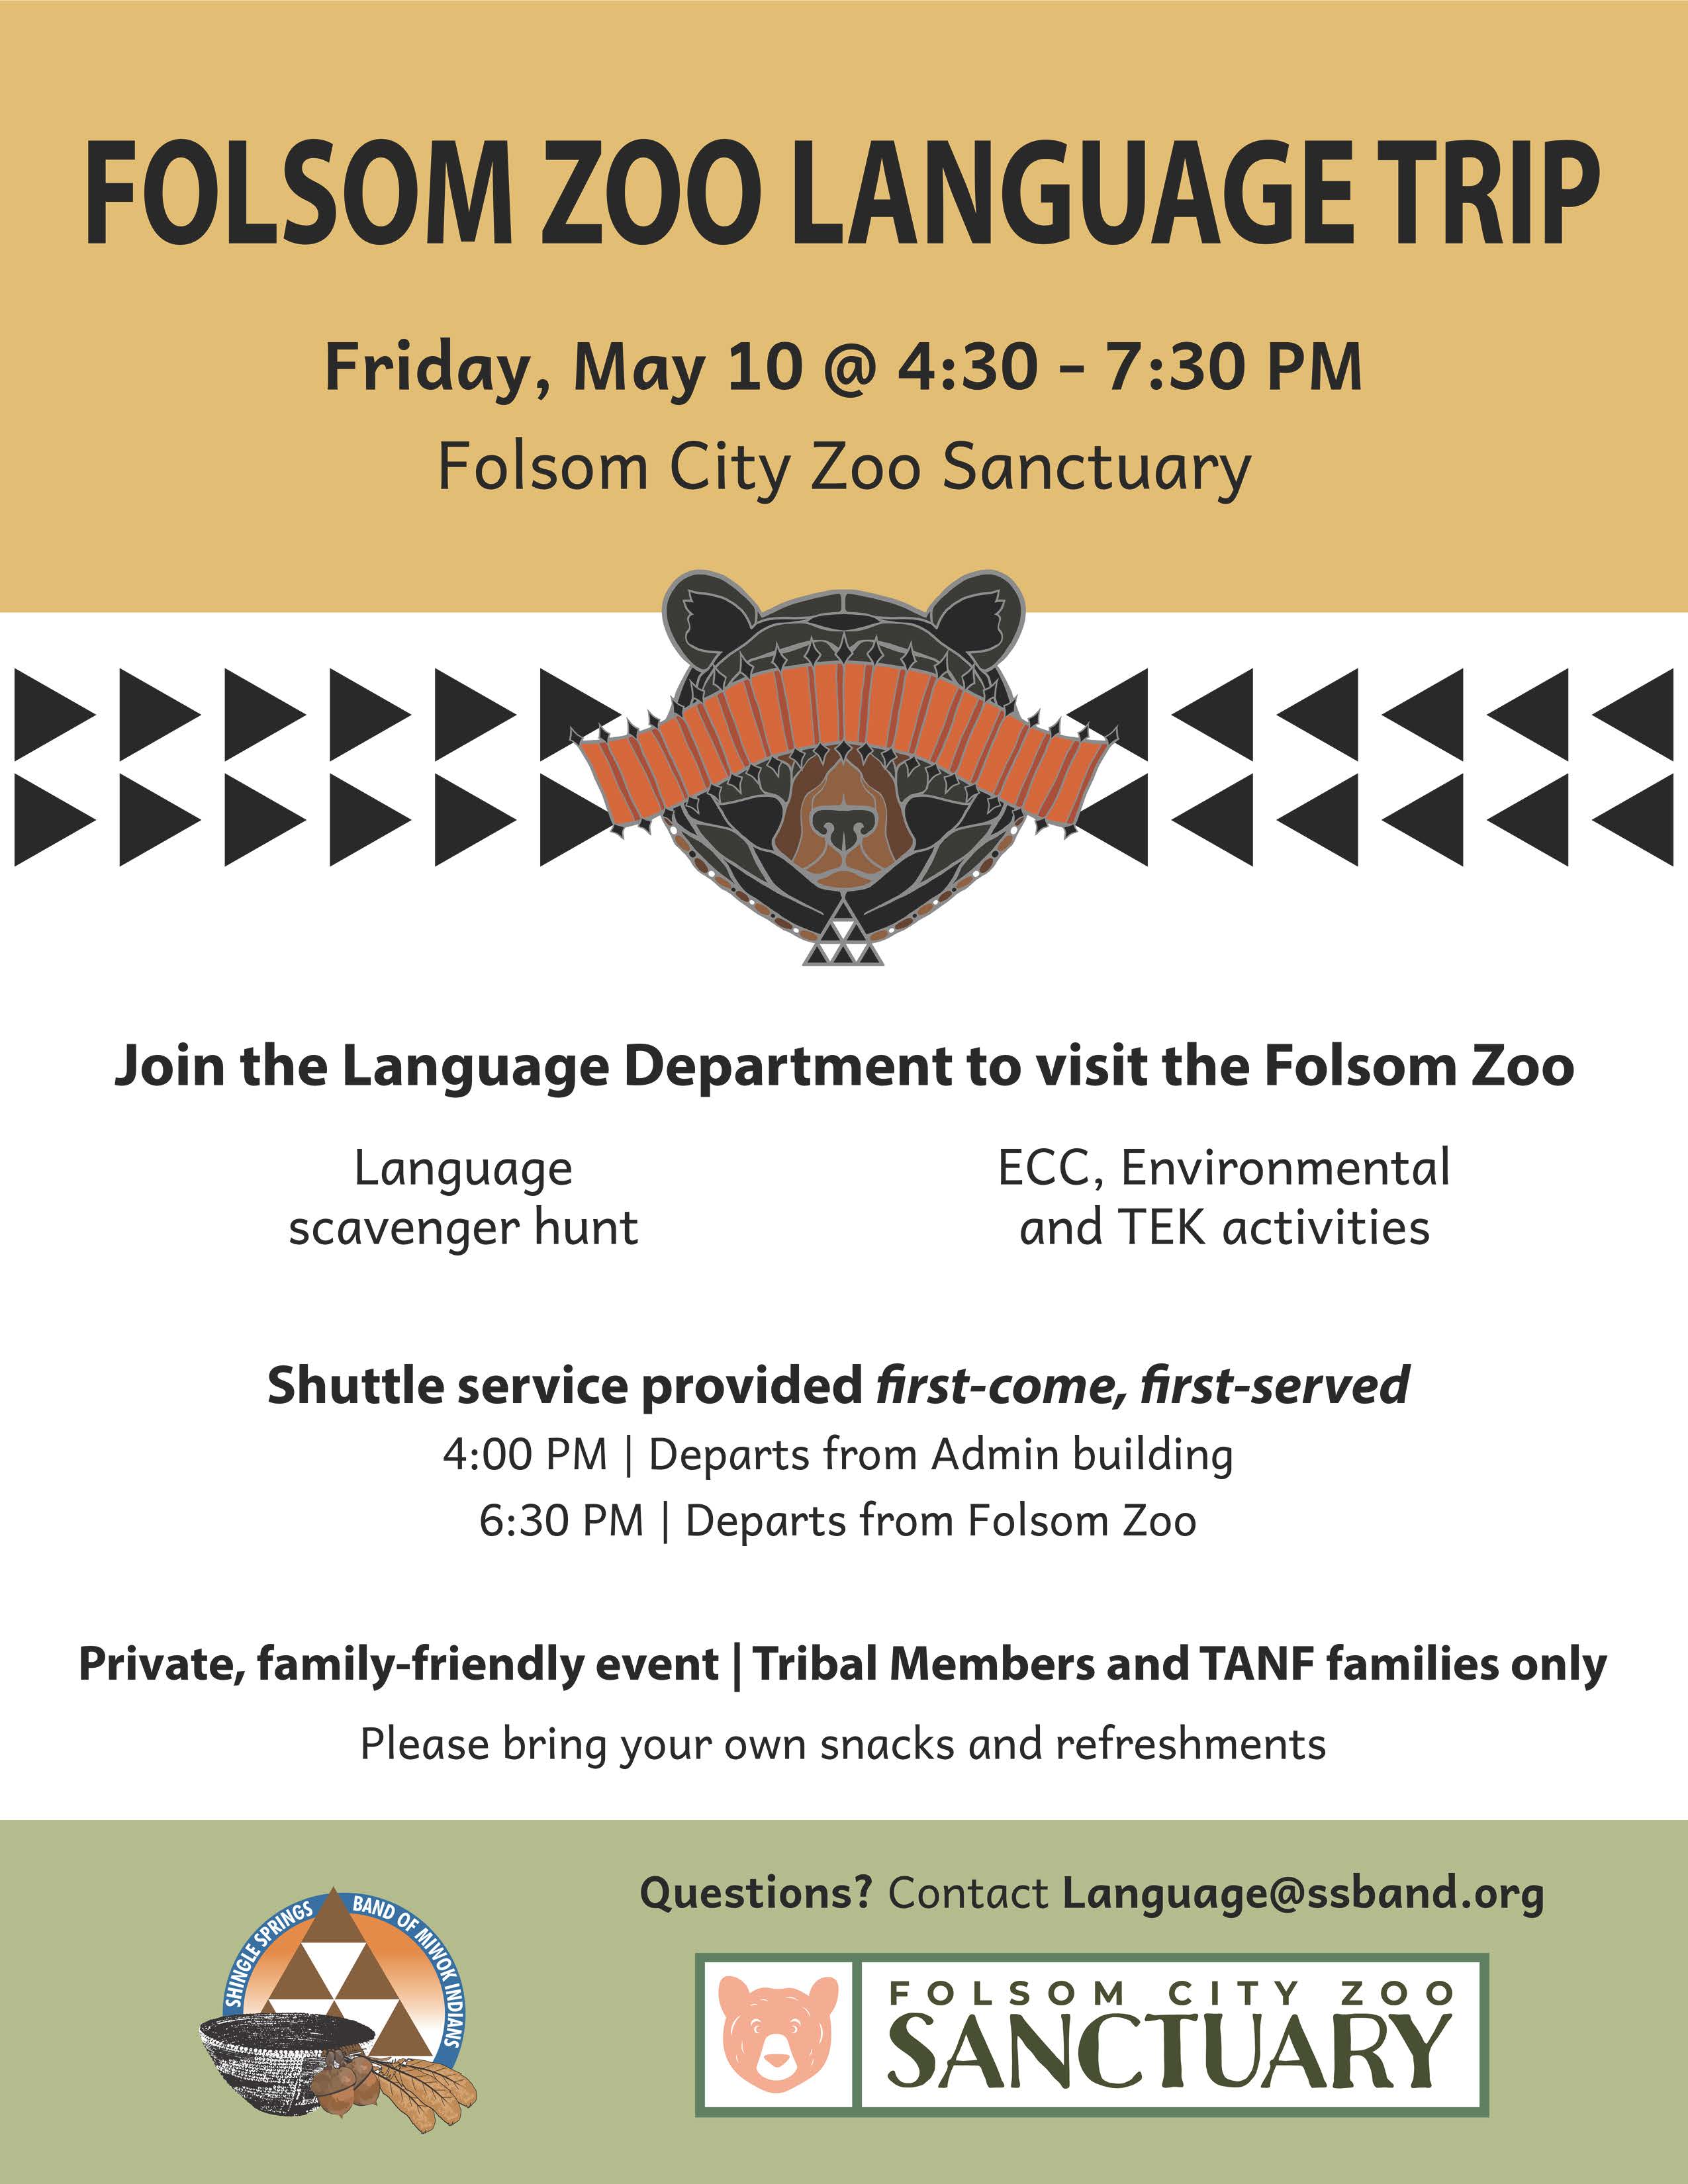 FOLSOM ZOO LANGUAGE TRIP
Friday, May 10 @ 4:30 - 7:30 PM
Folsom City Zoo Sanctuary
Join the Language Department to visit the Folsom Zoo
Language
scavenger hunt
ECC, Environmental
and TEK activities
Shuttle service provided first-come, first-served
4:00 PM | Departs from Admin building
6:30 PM | Departs from Folsom Zoo
Private, family-friendly event | Tribal Members and TANF families only
Please bring your own snacks and refreshments
SHINGLE SPRINGS BAND OF MIWOK INDIANS
Questions? Contact Language@ssband.org
FOLSOM CITY ZOO
SANCTUARY